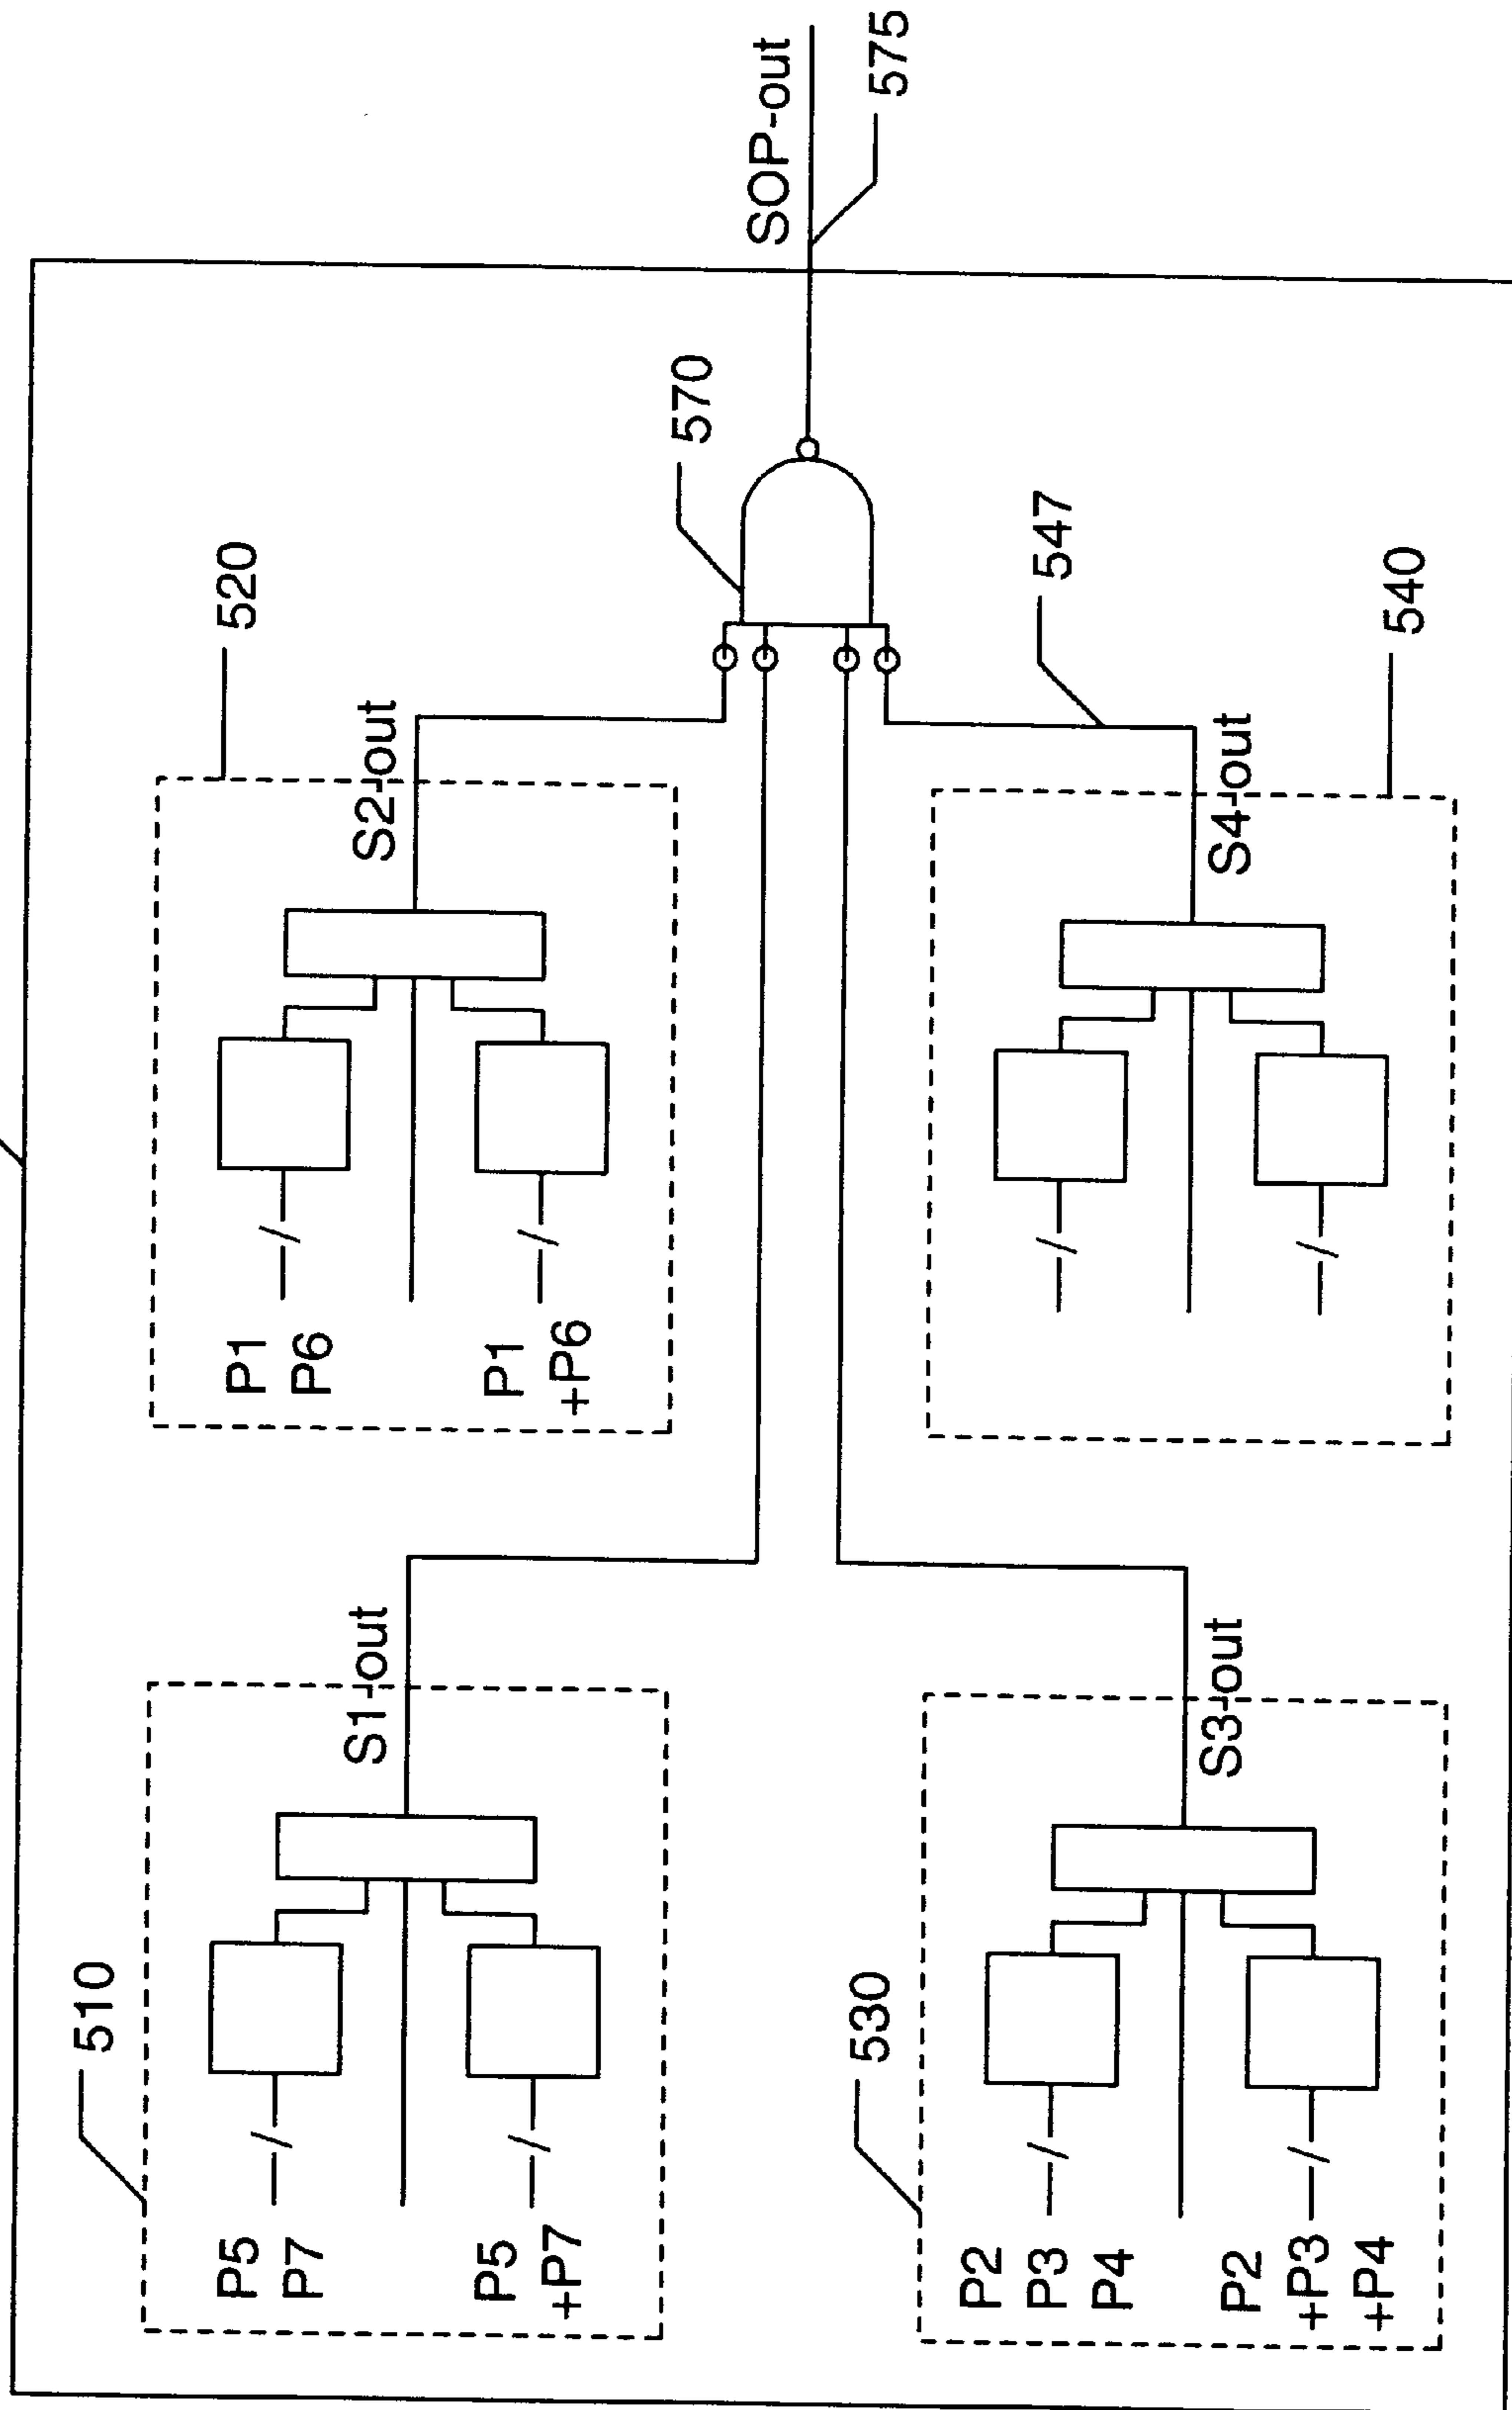 510
P5
P7
P5
+P7
S1-out
520
P1
P6
P1
+P6
S2-out
570
SOP-out
575
530
P2
P3
P4
P2
+P3
+P4
S3-out
547
S4-out
540